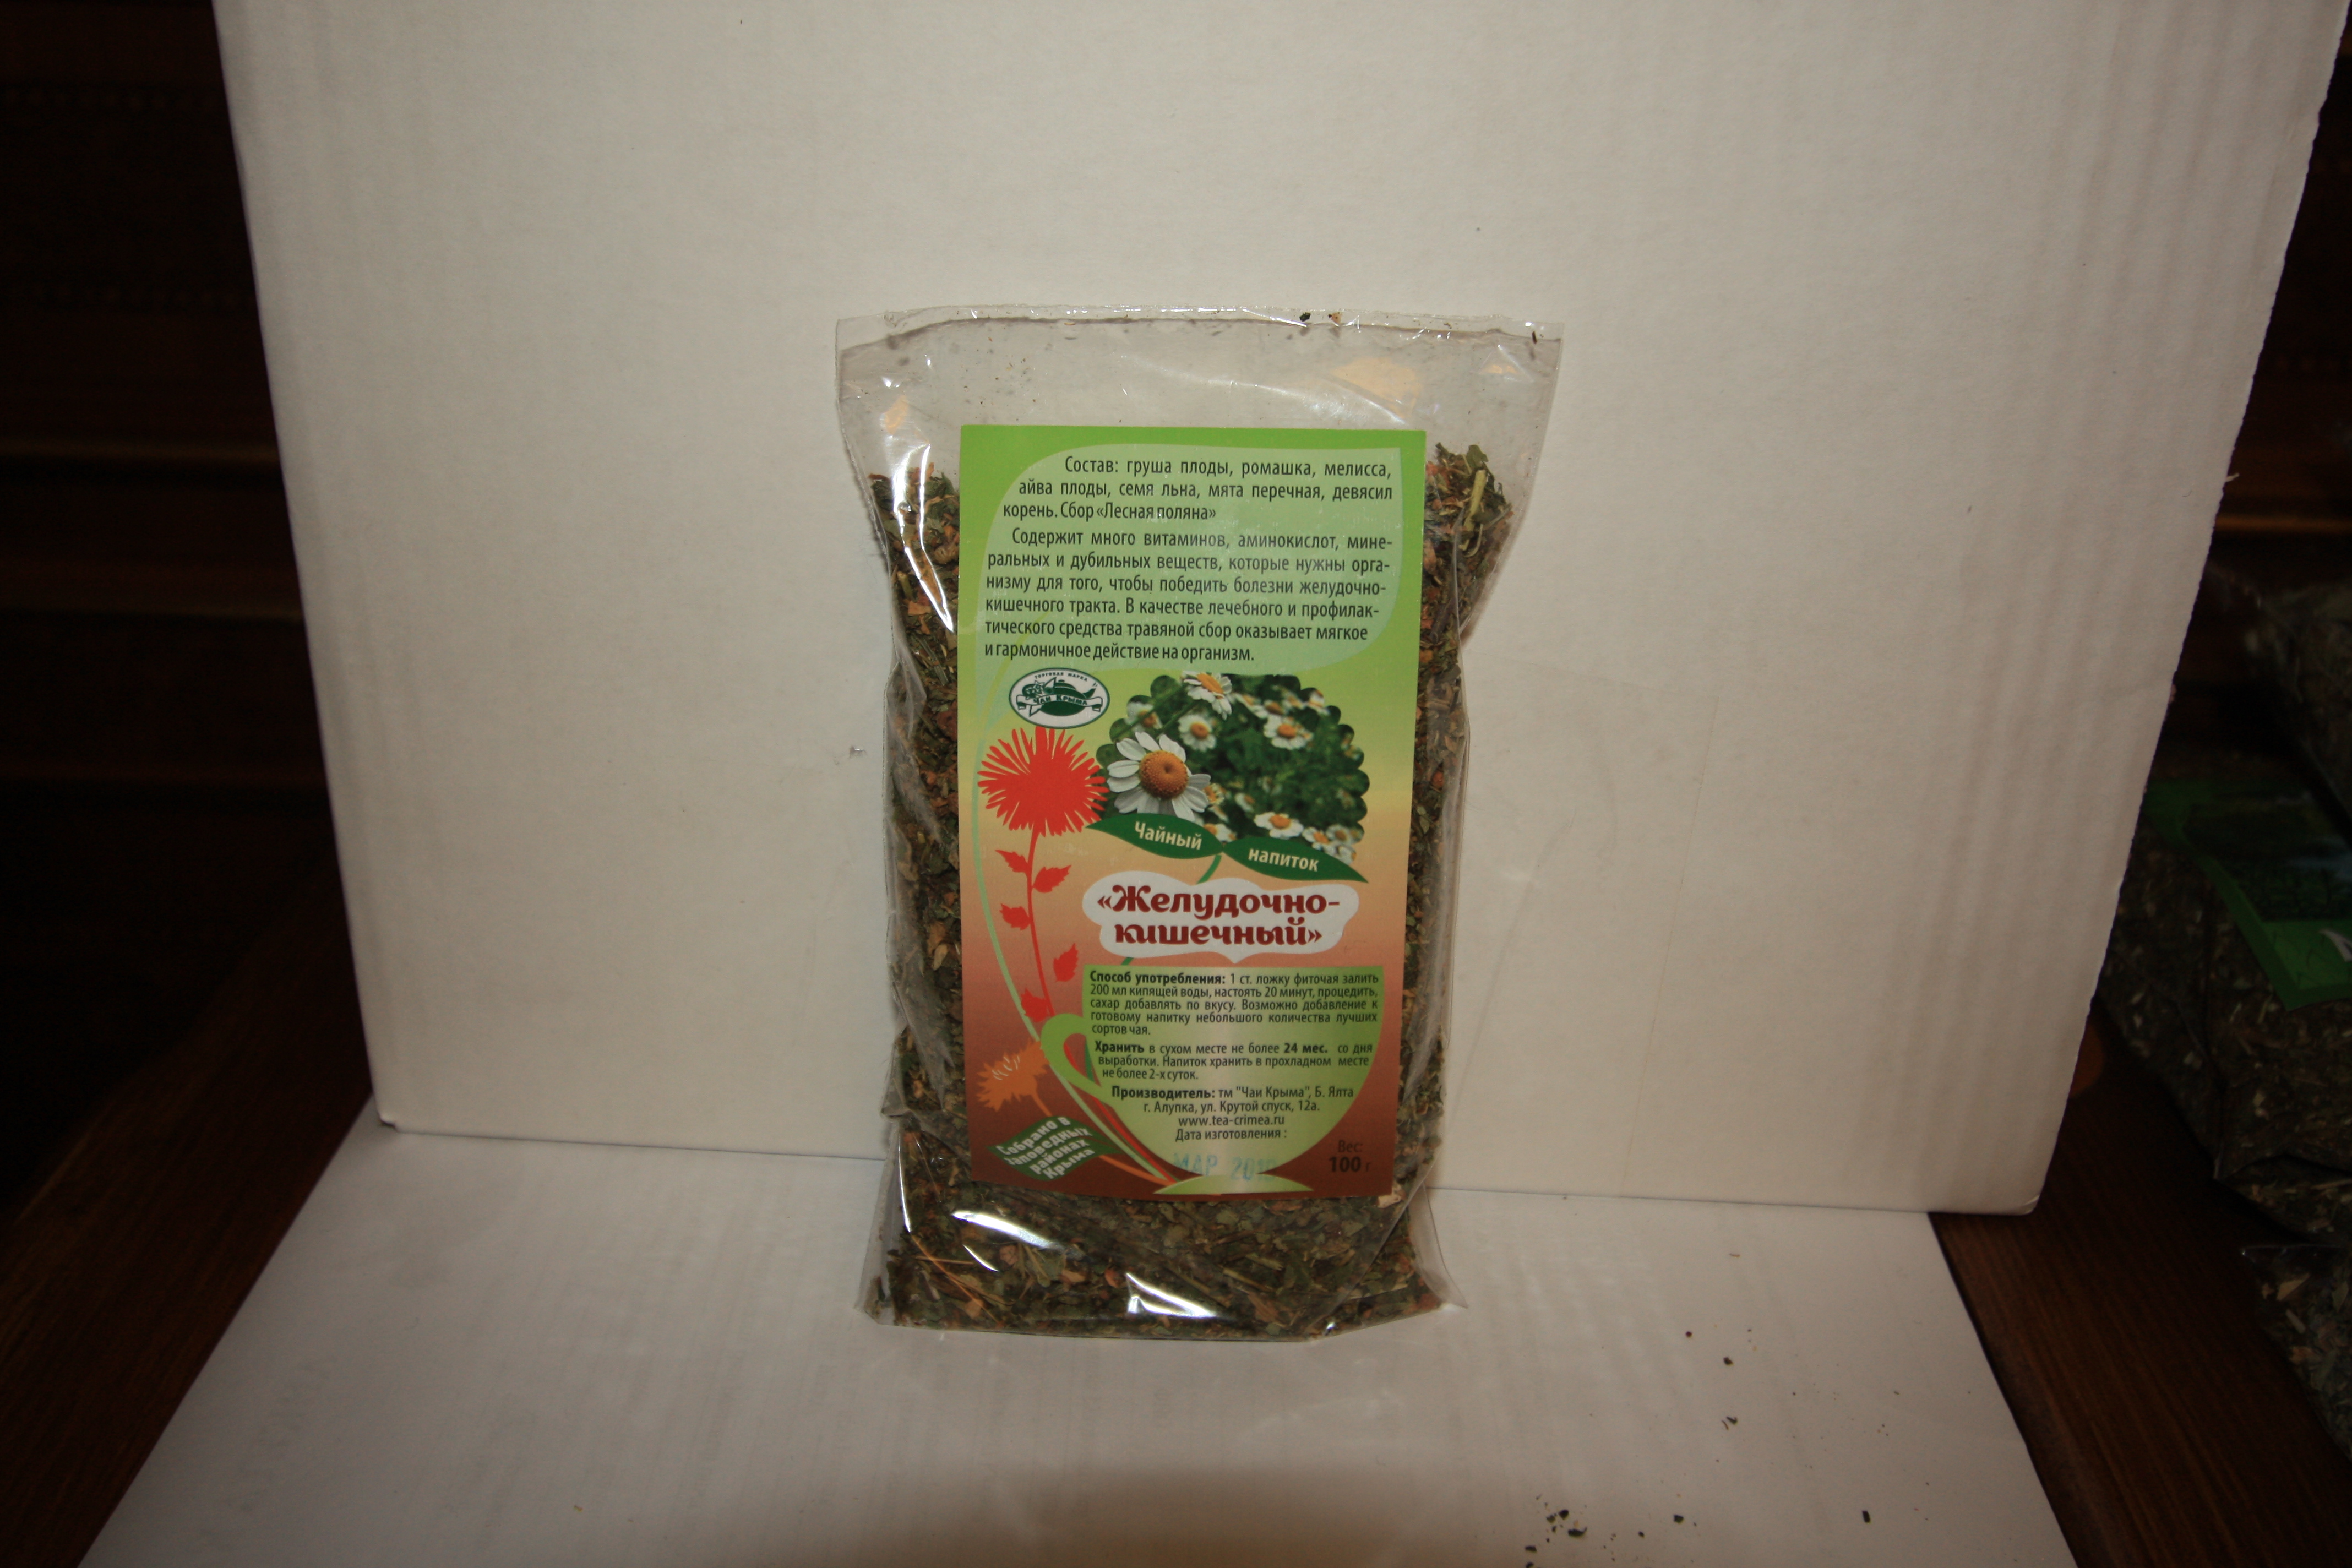 Состав: груша плоды, ромашка, мелисса,
айва плоды, семя льна, мята перечная, девясил
корень. Сбор «Лесная поляна»
Содержит много витаминов, аминокислот, мине-
ральных и дубильных веществ, которые нужны орга-
низму для того, чтобы победить болезни желудочно-
кишечного тракта. В качестве лечебного и профилак-
тического средства травяной сбор оказывает мягкое
и гармоничное действие на организм.
ТОРГОВАЯ МАРКА
Чаи Крыма
Чайный напиток
«Желудочно-
кишечный»
Способ употребления: 1 ст. ложку фиточая залить
200 мл кипящей воды, настоять 20 минут, процедить,
сахар добавлять по вкусу. Возможно добавление к
готовому напитку небольшого количества лучших
сортов чая.
Хранить в сухом месте не более 24 мес. со дня
выработки. Напиток хранить в прохладном месте
не более 2-х суток.
Производитель: тм "Чаи Крыма", Б. Ялта
г. Алупка, ул. Крутой спуск, 12а.
www.tea-crimea.ru
Дата изготовления :
МАР
Вес:
100 г
Собрано в
заповедных
районах
Крыма